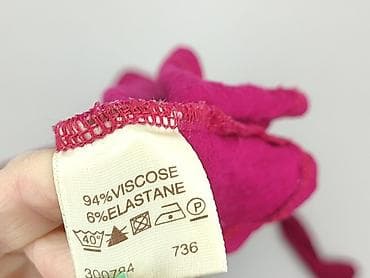 94% VISCOSE
6% ELASTANE
40° P
736
300784